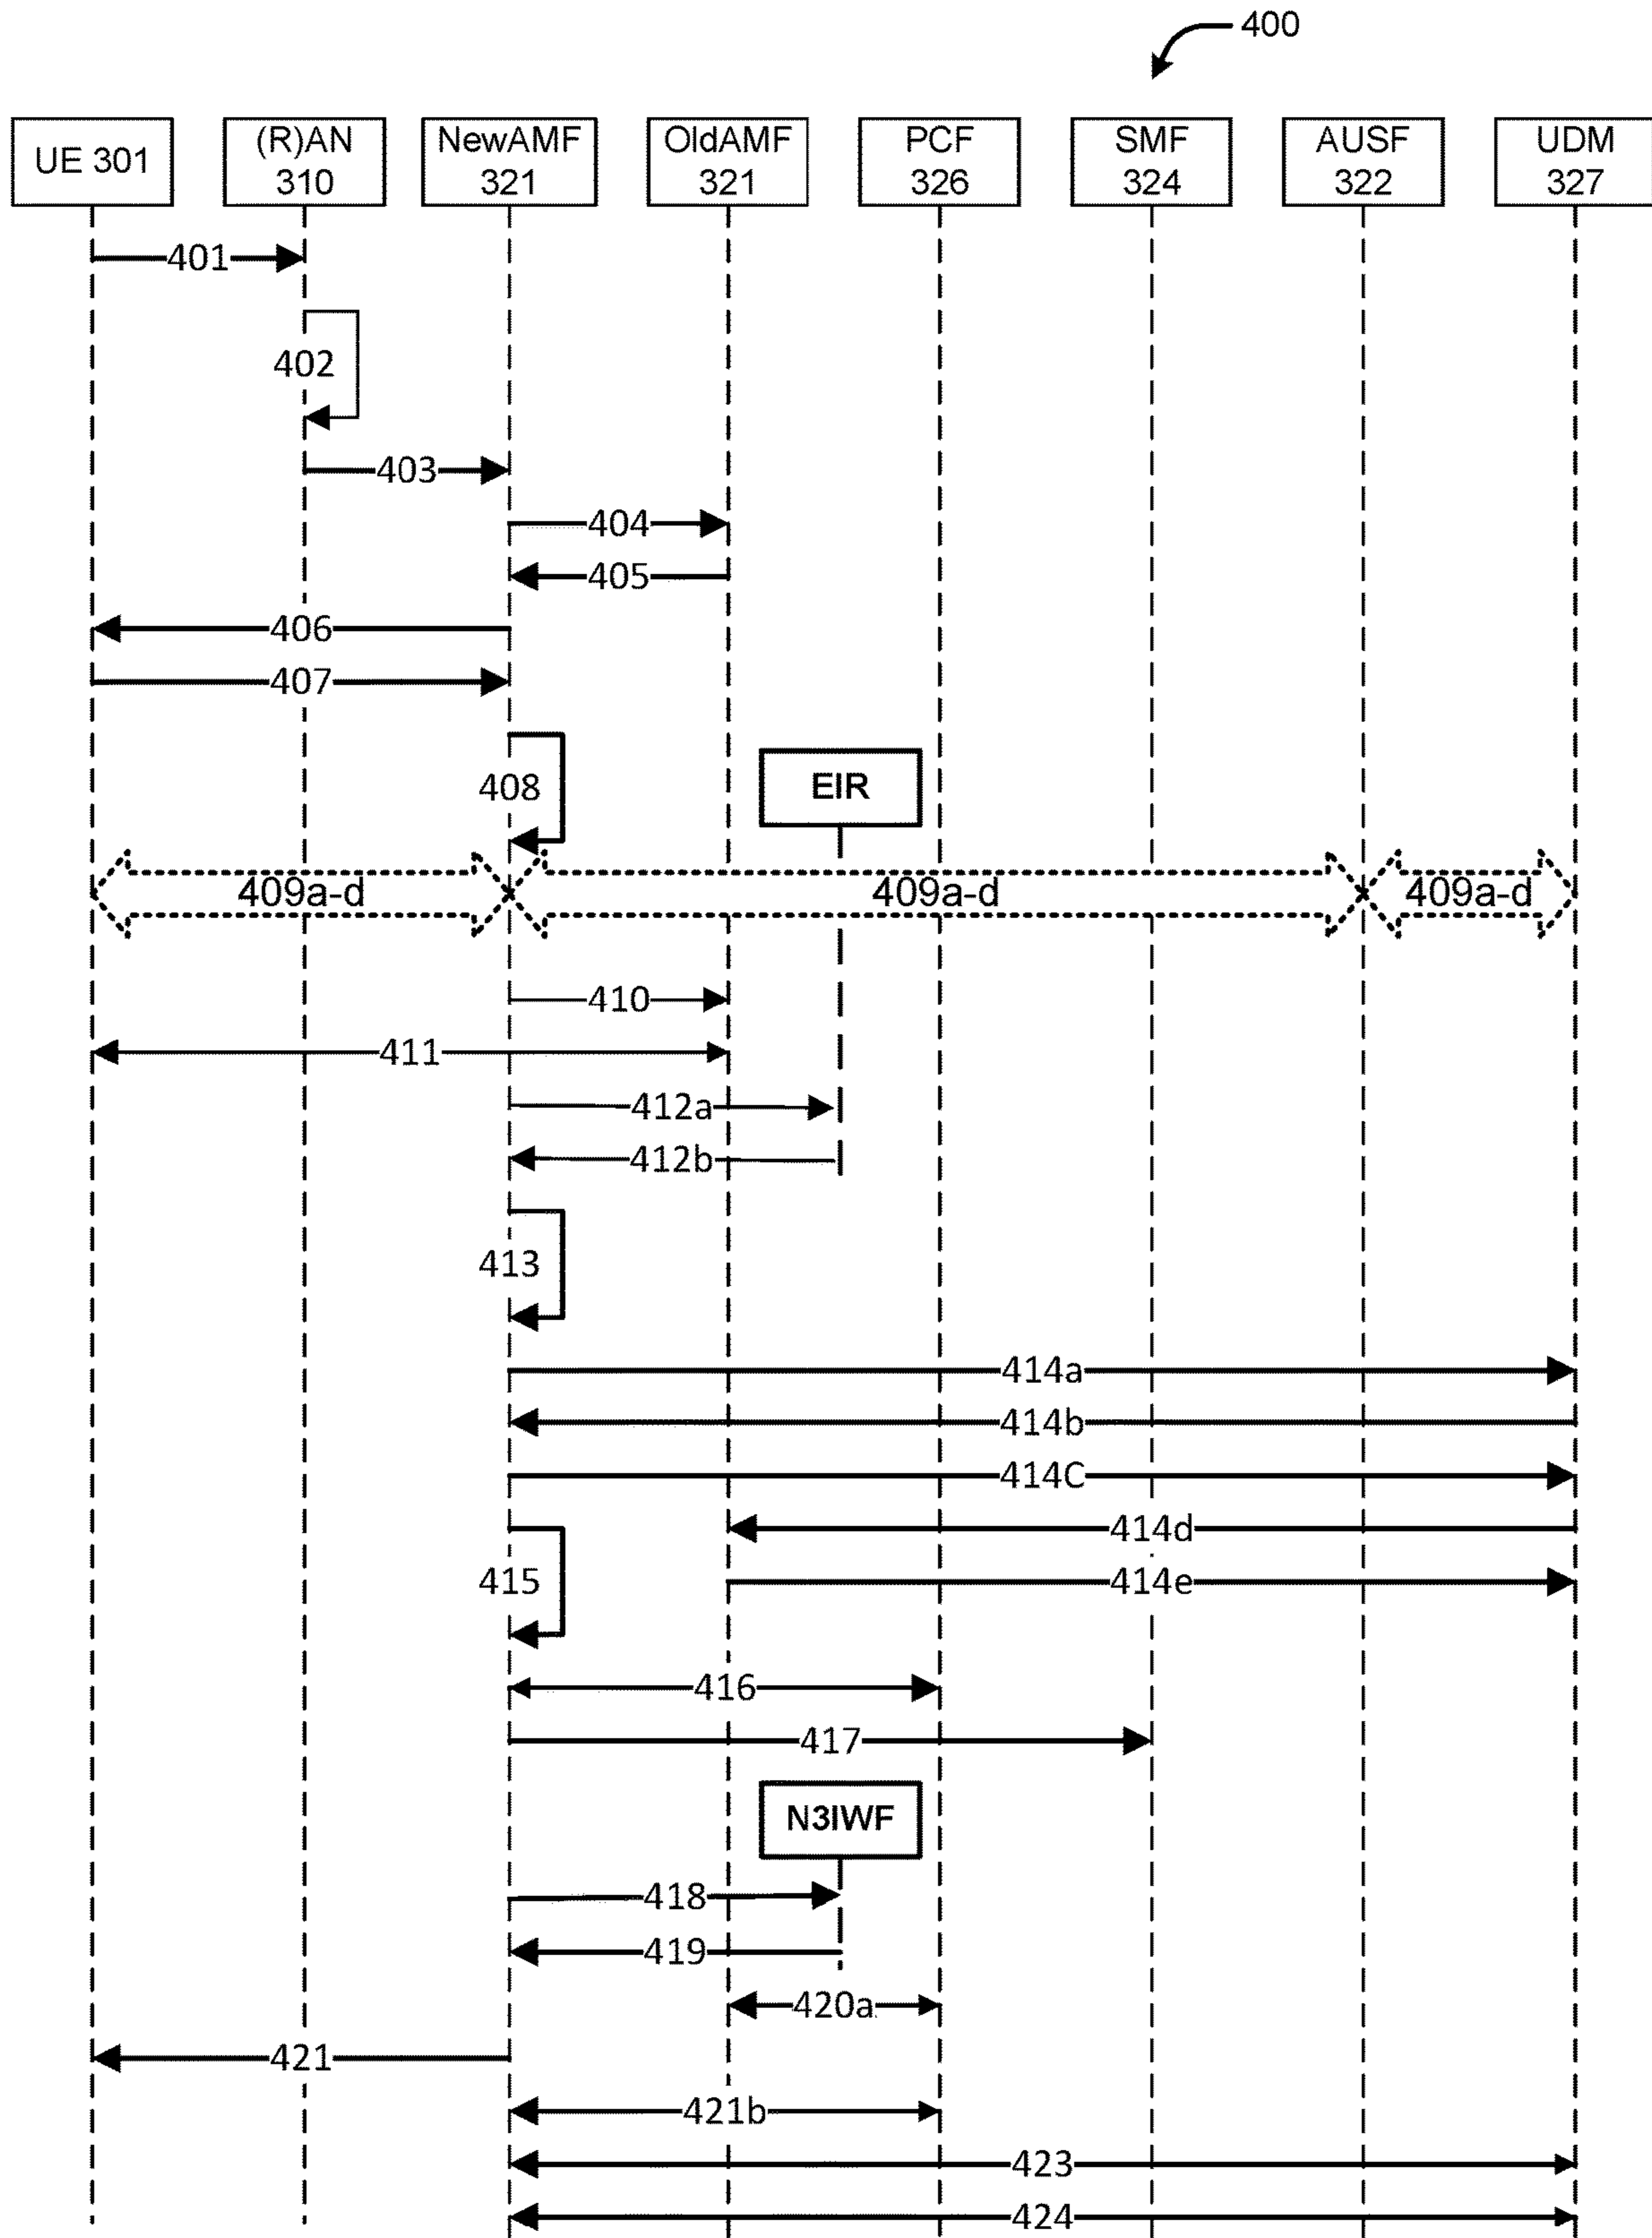 400
UE 301
(R)AN
310
NewAMF
321
OldAMF
321
PCF
326
SMF
324
AUSF
322
UDM
327
401
402
403
404
405
406
407
408
EIR
409a-d
409a-d
409a-d
410
411
412a
412b
413
414a
414b
414C
414d
415
414e
416
417
N3IWF
418
419
420a
421
421b
423
424